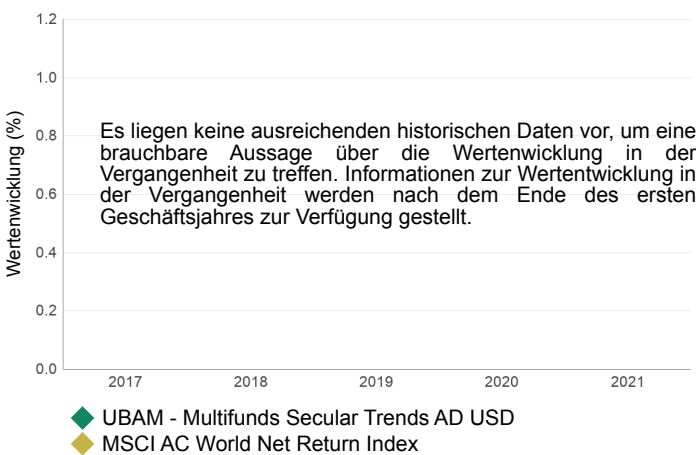 1.2
1.0
0.8
0.6
0.4
0.2
0.0
Wertenwicklung (%)
Es liegen keine ausreichenden historischen Daten vor, um eine
brauchbare Aussage über die Wertenwicklung in der
Vergangenheit zu treffen. Informationen zur Wertentwicklung in
der Vergangenheit werden nach dem Ende des ersten
Geschäftsjahres zur Verfügung gestellt.
2017 2018 2019 2020 2021
UBAM - Multifunds Secular Trends AD USD
MSCI AC World Net Return Index